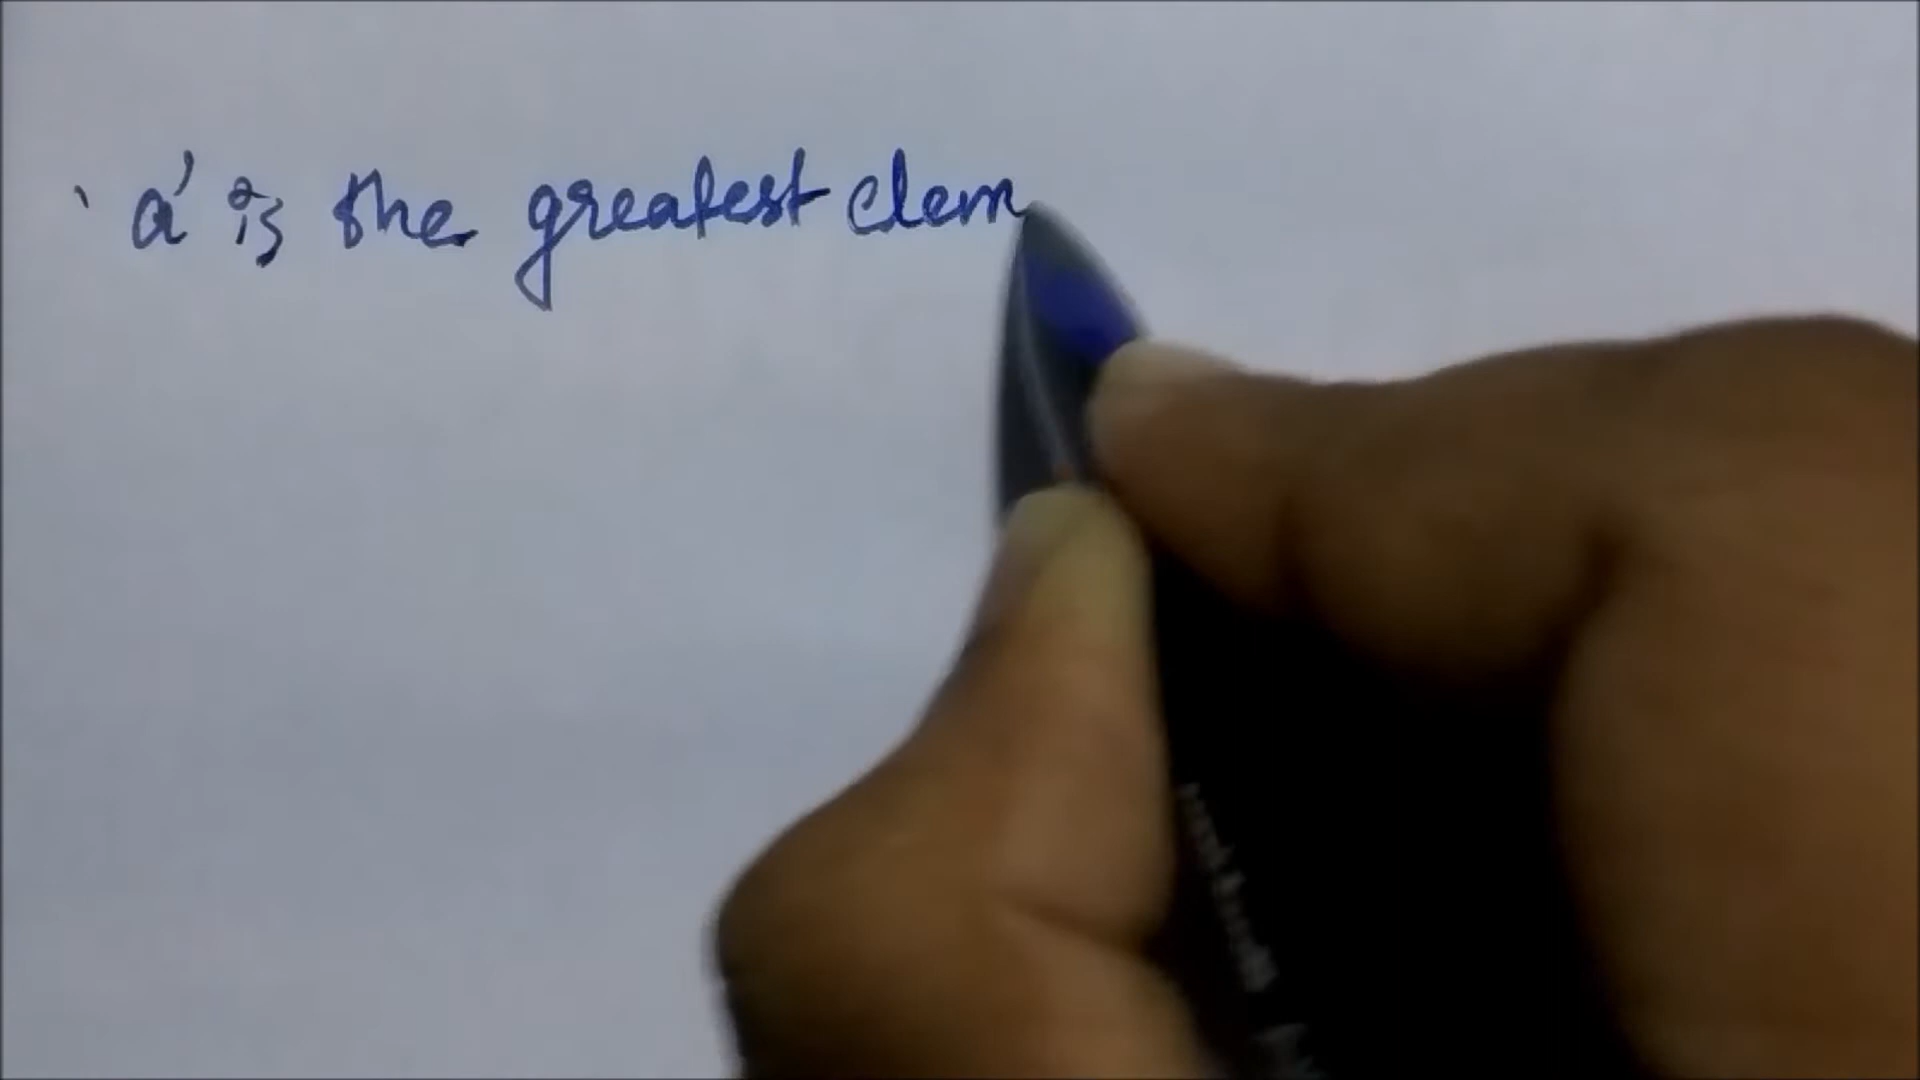 'a' is the greatest elem